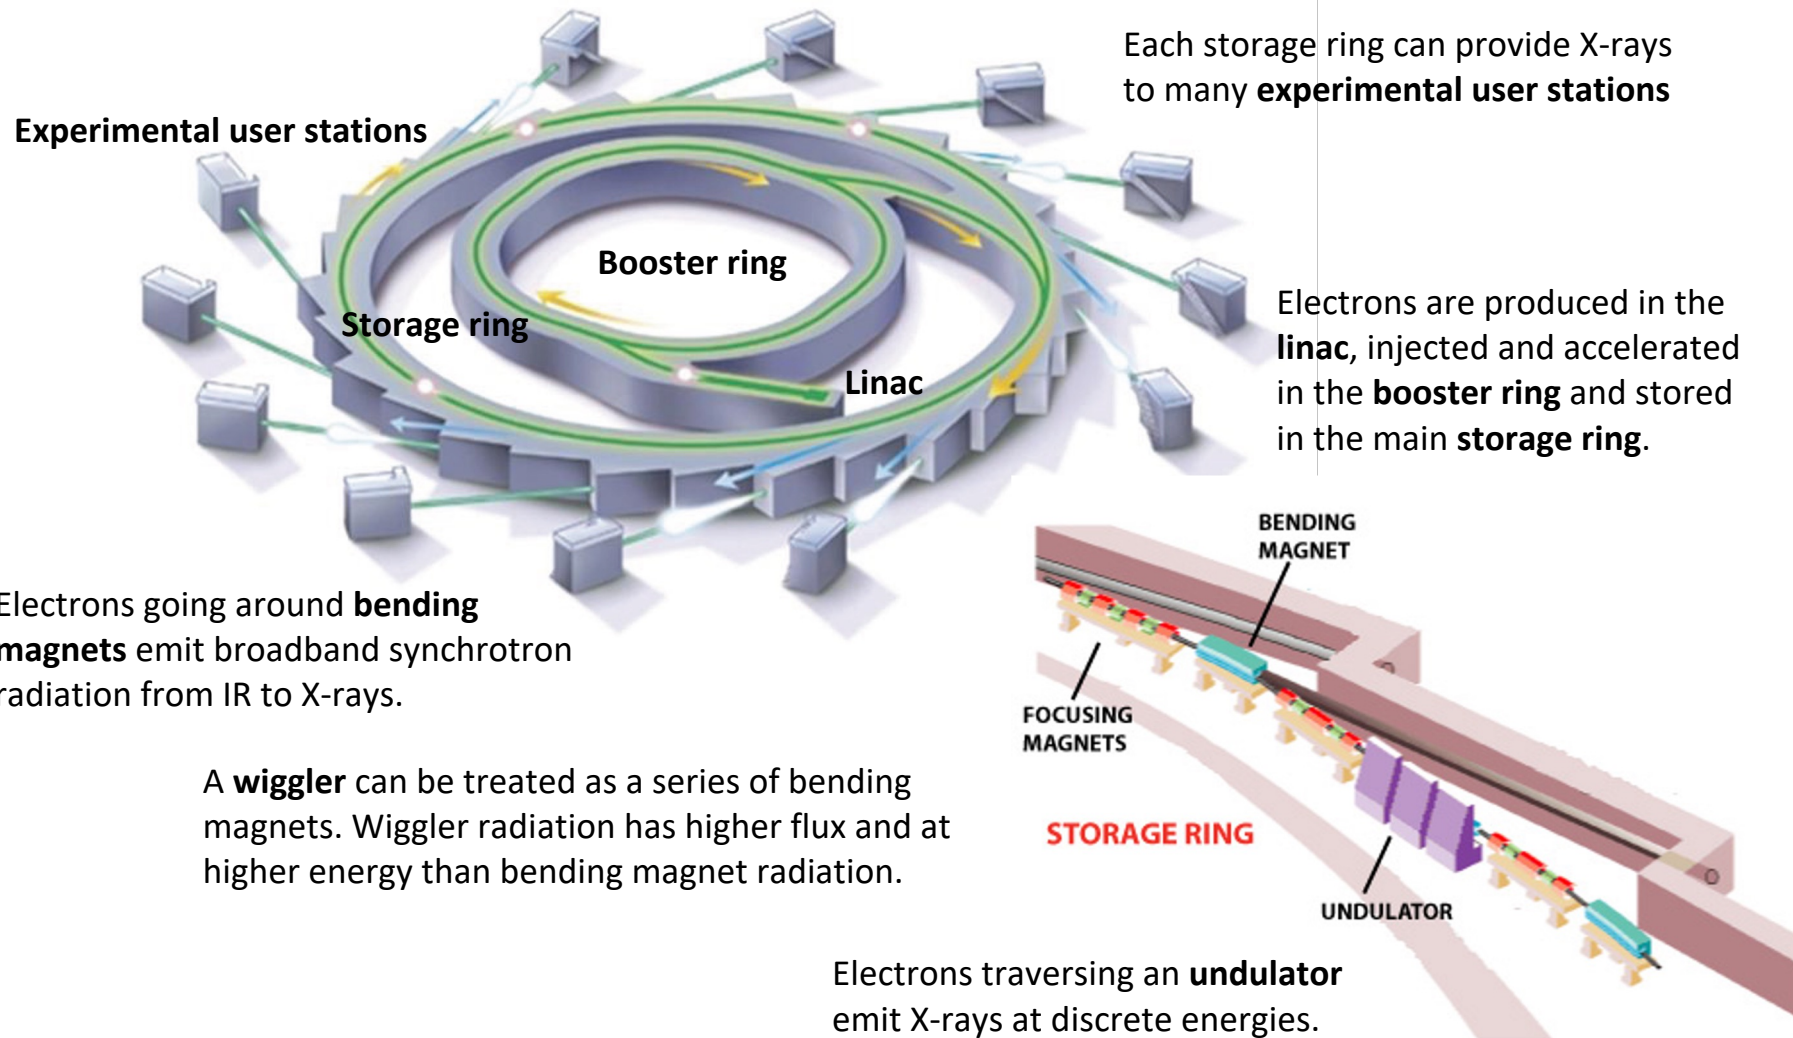 Each storage ring can provide X-rays
to many experimental user stations
Experimental user stations
Booster ring
Storage ring
Linac
Electrons are produced in the
linac, injected and accelerated
in the booster ring and stored
in the main storage ring.
Electrons going around bending
magnets emit broadband synchrotron
radiation from IR to X-rays.
A wiggler can be treated as a series of bending
magnets. Wiggler radiation has higher flux and at
higher energy than bending magnet radiation.
BENDING
MAGNET
FOCUSING
MAGNETS
STORAGE RING
UNDULATOR
Electrons traversing an undulator
emit X-rays at discrete energies.